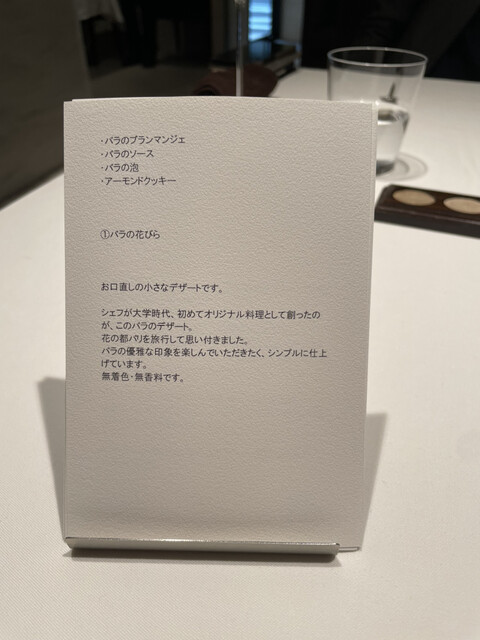 ・バラのブランマンジェ
・バラのソース
・バラの泡
・アーモンドクッキー
①バラの花びら
お口直しの小さなデザートです。
シェフが大学時代、初めてオリジナル料理として創ったの
が、このバラのデザート。
花の都パリを旅行して思い付きました。
バラの優雅な印象を楽しんでいただきたく、シンプルに仕上
げています。
無着色・無香料です。